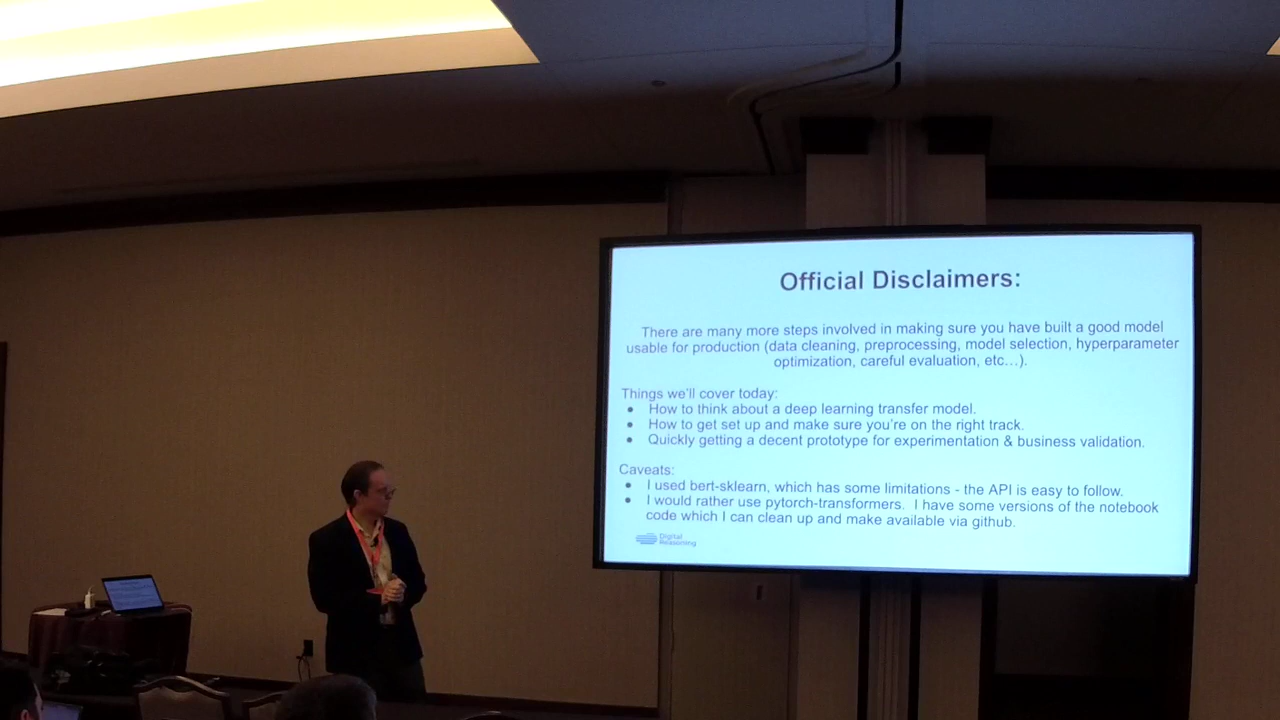 Official Disclaimers:
There are many more steps involved in making sure you have built a good model
usable for production (data cleaning, preprocessing, model selection, hyperparameter
optimization, careful evaluation, etc…).
Things we'll cover today:
● How to think about a deep learning transfer model.
● How to get set up and make sure you're on the right track.
● Quickly getting a decent prototype for experimentation & business validation.
Caveats:
● I used bert-sklearn, which has some limitations - the API is easy to follow.
● I would rather use pytorch-transformers. I have some versions of the notebook
code which I can clean up and make available via github.
Digital
Reasoning